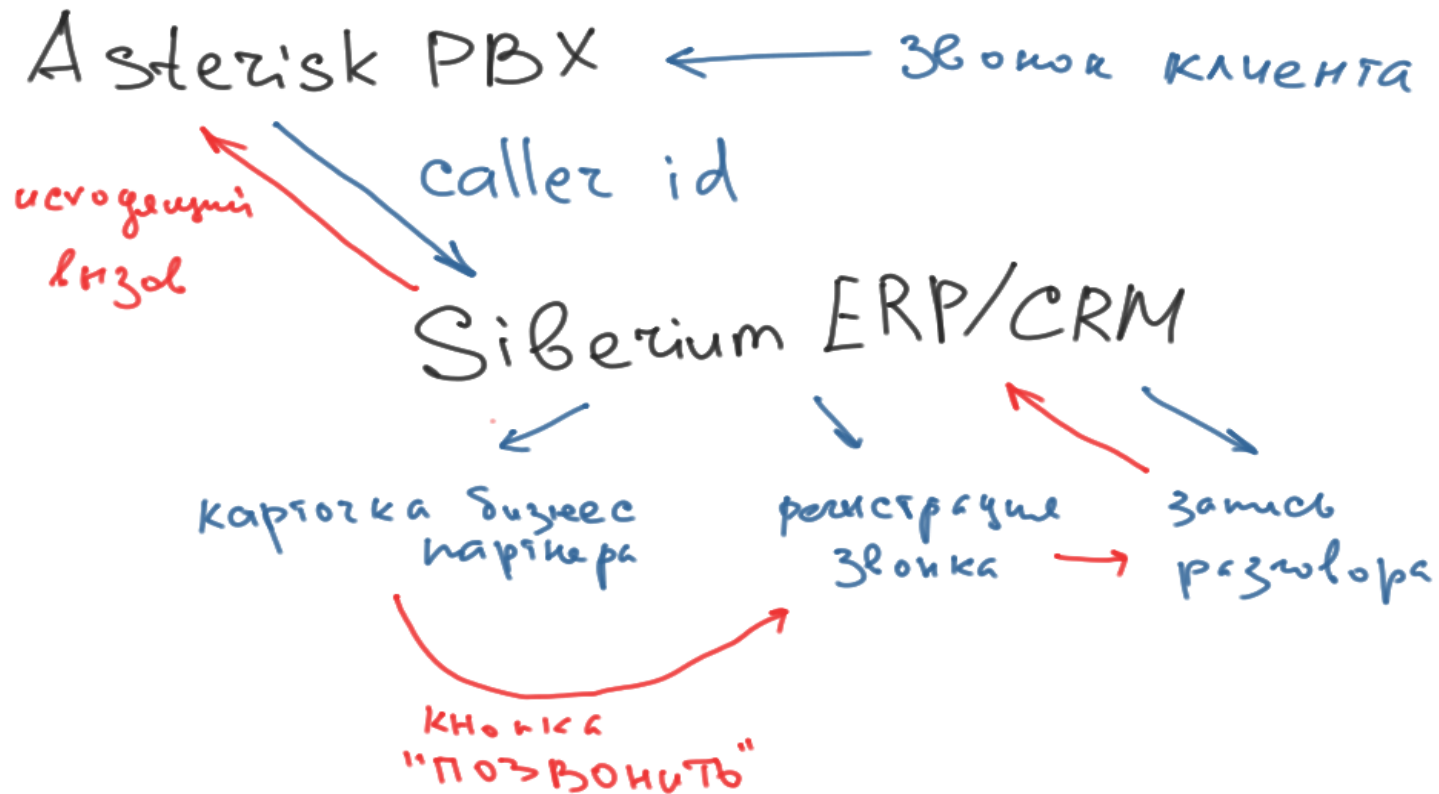 Asterisk PBX
звонок клиента
caller id
исходящий
вызов
Siberium ERP/CRM
карточка бизнес
партнера
регистрация
звонка
запись
разговора
кнопка
"ПОЗВОНИТЬ"